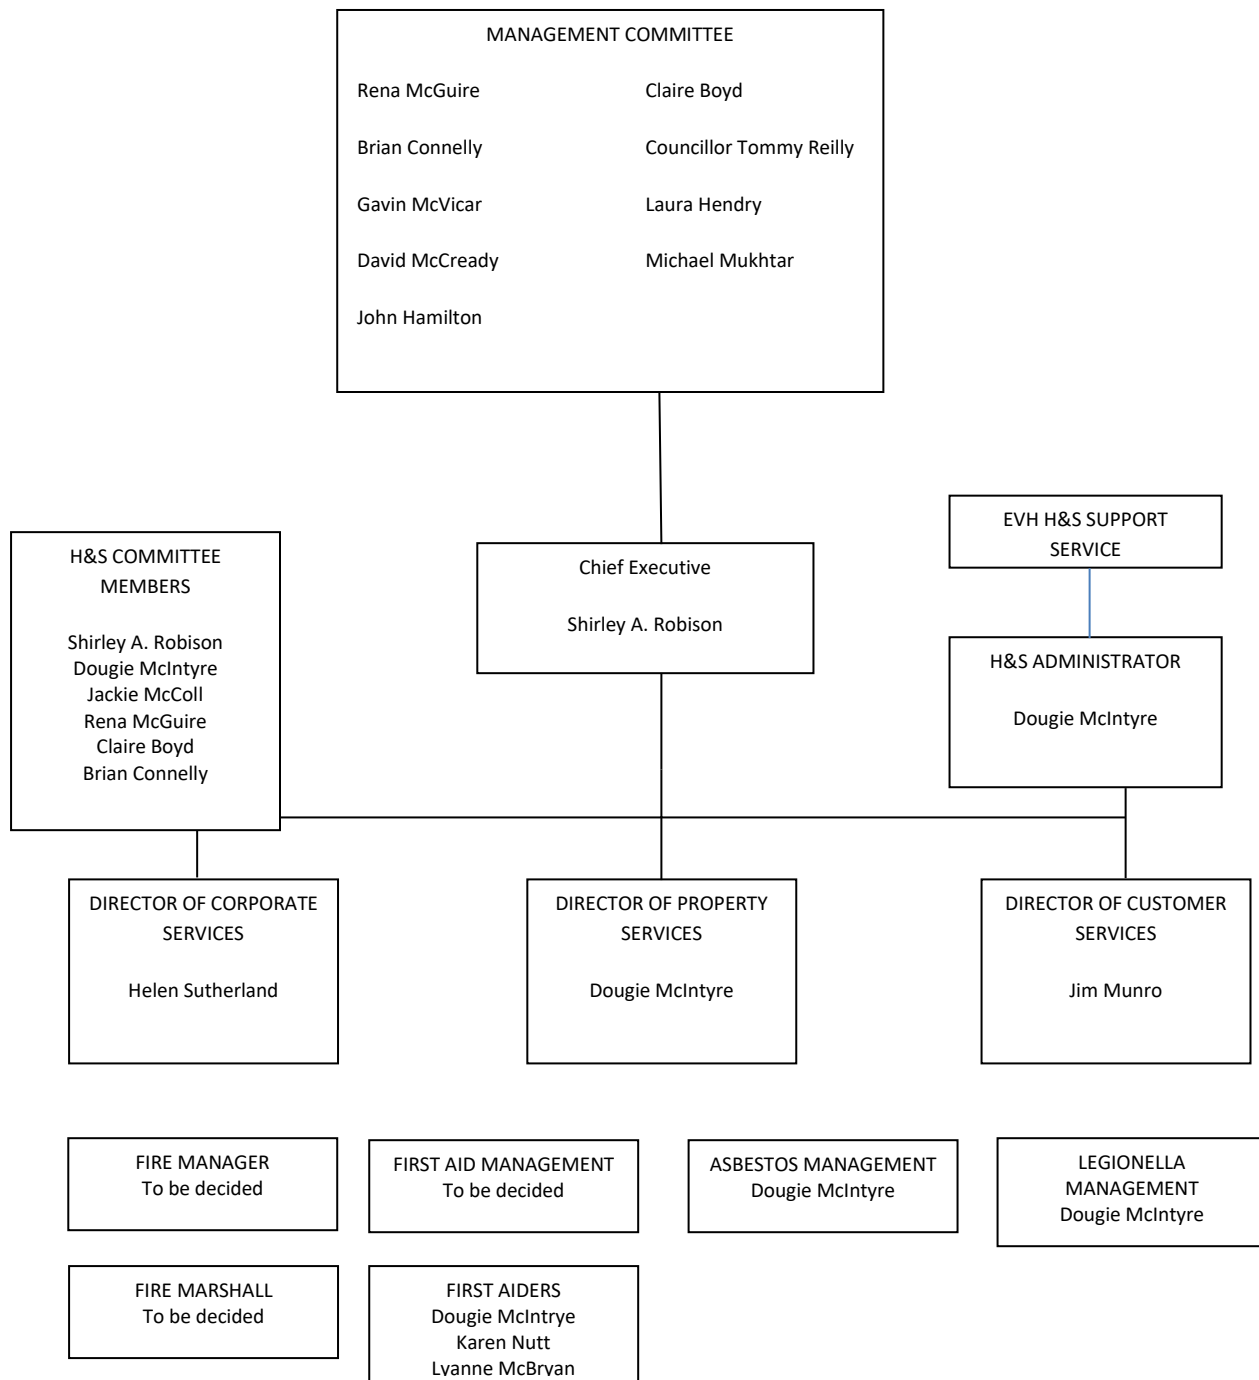 MANAGEMENT COMMITTEE
Rena McGuire
Claire Boyd
Brian Connelly
Councillor Tommy Reilly
Gavin McVicar
Laura Hendry
David McCready
Michael Mukhtar
John Hamilton
H&S COMMITTEE
MEMBERS
Shirley A. Robison
Dougie McIntyre
Jackie McColl
Rena McGuire
Claire Boyd
Brian Connelly
Chief Executive
Shirley A. Robison
EVH H&S SUPPORT
SERVICE
H&S ADMINISTRATOR
Dougie McIntyre
DIRECTOR OF CORPORATE
SERVICES
Helen Sutherland
DIRECTOR OF PROPERTY
SERVICES
Dougie McIntyre
DIRECTOR OF CUSTOMER
SERVICES
Jim Munro
FIRE MANAGER
To be decided
FIRST AID MANAGEMENT
To be decided
ASBESTOS MANAGEMENT
Dougie McIntyre
LEGIONELLA
MANAGEMENT
Dougie McIntyre
FIRE MARSHALL
To be decided
FIRST AIDERS
Dougie McIntrye
Karen Nutt
Lyanne McBryan